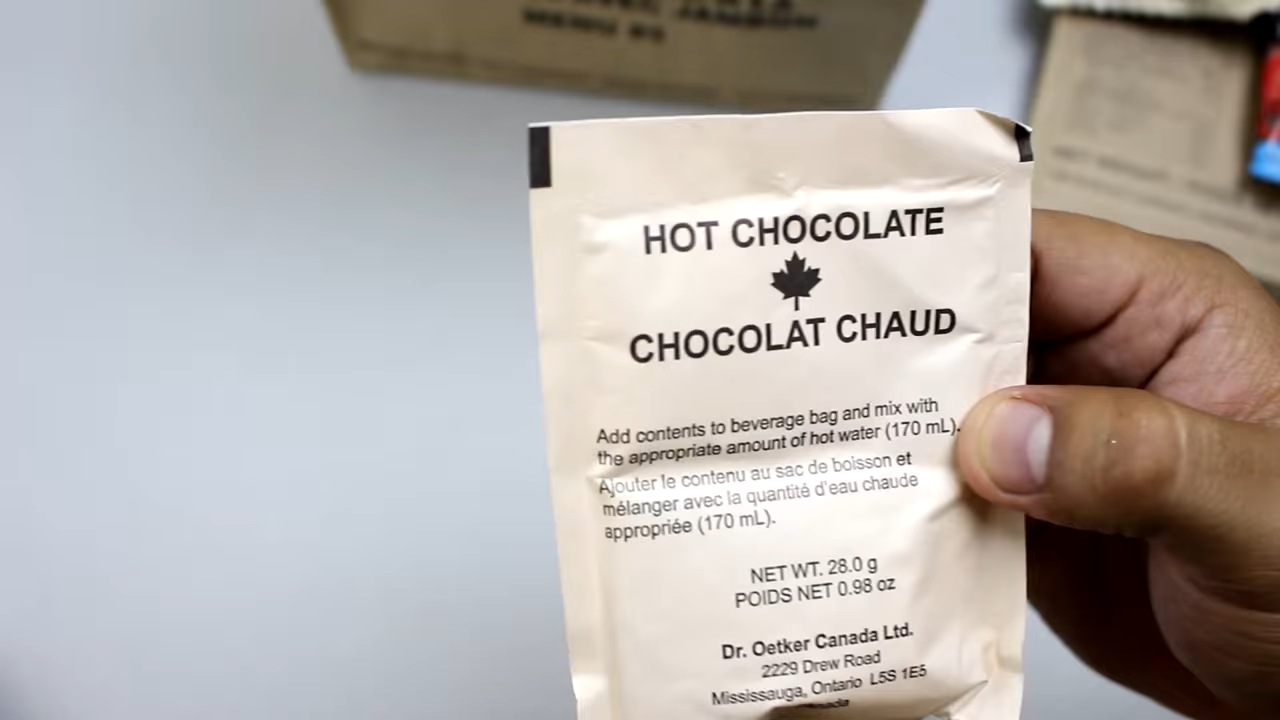 JAMBON
MENU
HOT CHOCOLATE
CHOCOLAT CHAUD
Add contents to beverage bag and mix with
the appropriate amount of hot water (170 mL).
Ajouter le contenu au sac de boisson et
mélanger avec la quantité d'eau chaude
appropriée (170 mL).
NET WT. 28.0 g
POIDS NET 0.98 oz
Dr. Oetker Canada Ltd.
2229 Drew Road
Mississauga, Ontario L5S 1E5